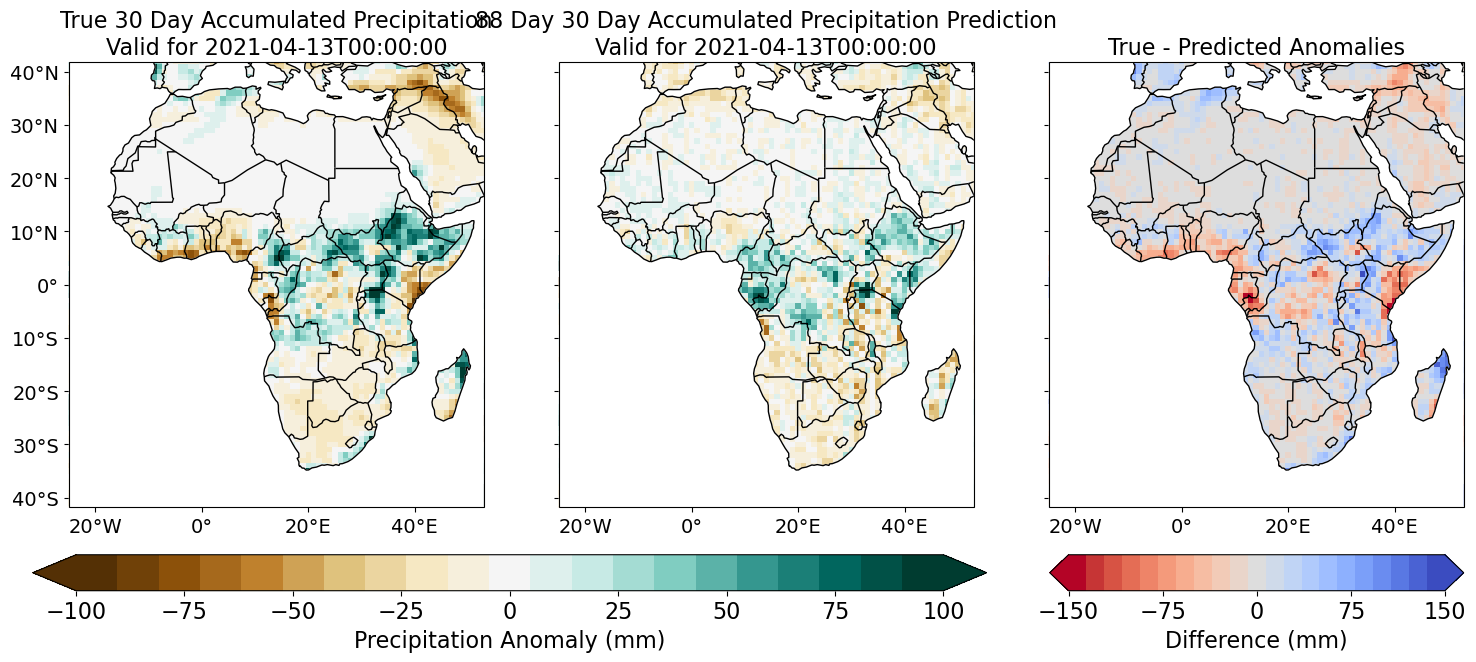 True 30 Day Accumulated Precipitation
Valid for 2021-04-13T00:00:00
88 Day 30 Day Accumulated Precipitation Prediction
Valid for 2021-04-13T00:00:00
True - Predicted Anomalies
40°N
30°N
20°N
10°N
0°
10°S
20°S
30°S
40°S
20°W 0° 20°E 40°E
20°W 0° 20°E 40°E
20°W 0° 20°E 40°E
−100 −75 −50 −25 0 25 50 75 100
Precipitation Anomaly (mm)
−150 −75 0 75 150
Difference (mm)